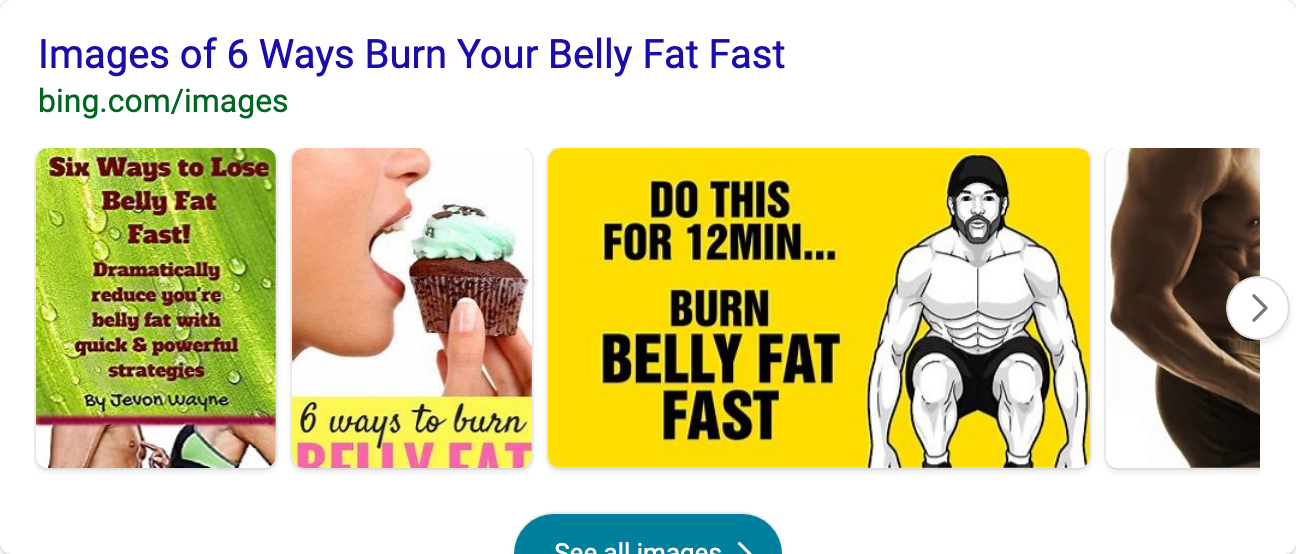 Images of 6 Ways Burn Your Belly Fat Fast
bing.com/images
Six Ways to Lose
Belly Fat
Fast!
Dramatically
reduce you're
belly fat with
quick & powerful
strategies
By Jevon Wayne
6 ways to burn
BELLY FAT
DO THIS
FOR 12MIN...
BURN
BELLY FAT
FAST
See all images